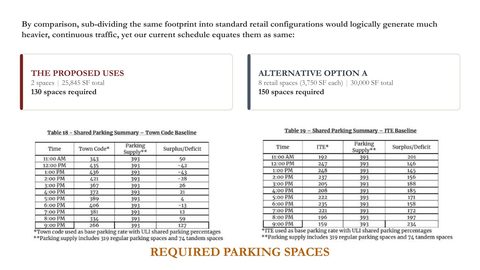 By comparison, sub-dividing the same footprint into standard retail configurations would logically generate much
heavier, continuous traffic, yet our current schedule equates them as same:
THE PROPOSED USES
2 spaces | 25,845 SF total
130 spaces required
ALTERNATIVE OPTION A
8 retail spaces (3,750 SF each) | 30,000 SF total
150 spaces required
Table 18 - Shared Parking Summary – Town Code Baseline
Time Town Code* Parking Supply** Surplus/Deficit
11:00 AM 343 393 50
12:00 PM 435 393 -42
1:00 PM 436 393 -43
2:00 PM 421 393 -28
3:00 PM 367 393 26
4:00 PM 372 393 21
5:00 PM 389 393 4
6:00 PM 406 393 -13
7:00 PM 381 393 12
8:00 PM 334 393 59
9:00 PM 266 393 127
*Town code used as base parking rate with ULI shared parking percentages
**Parking supply includes 319 regular parking spaces and 74 tandem spaces
Table 19 – Shared Parking Summary – ITE Baseline
Time ITE* Parking Supply** Surplus/Deficit
11:00 AM 192 393 201
12:00 PM 247 393 146
1:00 PM 248 393 145
2:00 PM 237 393 156
3:00 PM 205 393 188
4:00 PM 208 393 185
5:00 PM 222 393 171
6:00 PM 235 393 158
7:00 PM 221 393 172
8:00 PM 196 393 197
9:00 PM 159 393 234
*ITE used as base parking rate with ULI shared parking percentages
**Parking supply includes 319 regular parking spaces and 74 tandem spaces
REQUIRED PARKING SPACES